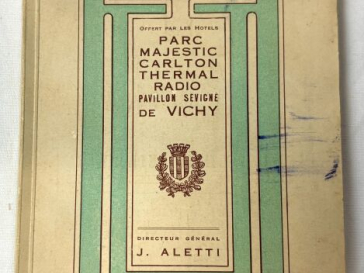 OFFERT PAR LES HOTELS
PARC
MAJESTIC
CARLTON
THERMAL
RADIO
PAVILLON SEVIGNE
DE VICHY
DIRECTEUR GÉNÉRAL
J. ALETTI